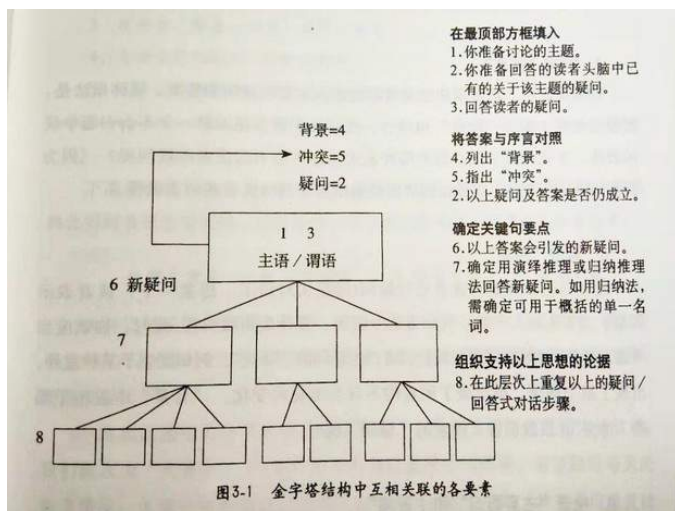 背景=4
冲突=5
疑问=2
1 3
主语/谓语
6 新疑问
7
8
在最顶部方框填入
1.你准备讨论的主题。
2.你准备回答的读者头脑中已
有的关于该主题的疑问。
3.回答读者的疑问。
将答案与序言对照
4.列出“背景”。
5.指出“冲突”。
2.以上疑问及答案是否仍成立。
确定关键句要点
6.以上答案会引发的新疑问。
7.确定用演绎推理或归纳推理
法回答新疑问。如用归纳法，
需确定可用于概括的单一名
词。
组织支持以上思想的论据
8.在此层次上重复以上的疑问/
回答式对话步骤。
图3-1 金字塔结构中互相关联的各要素